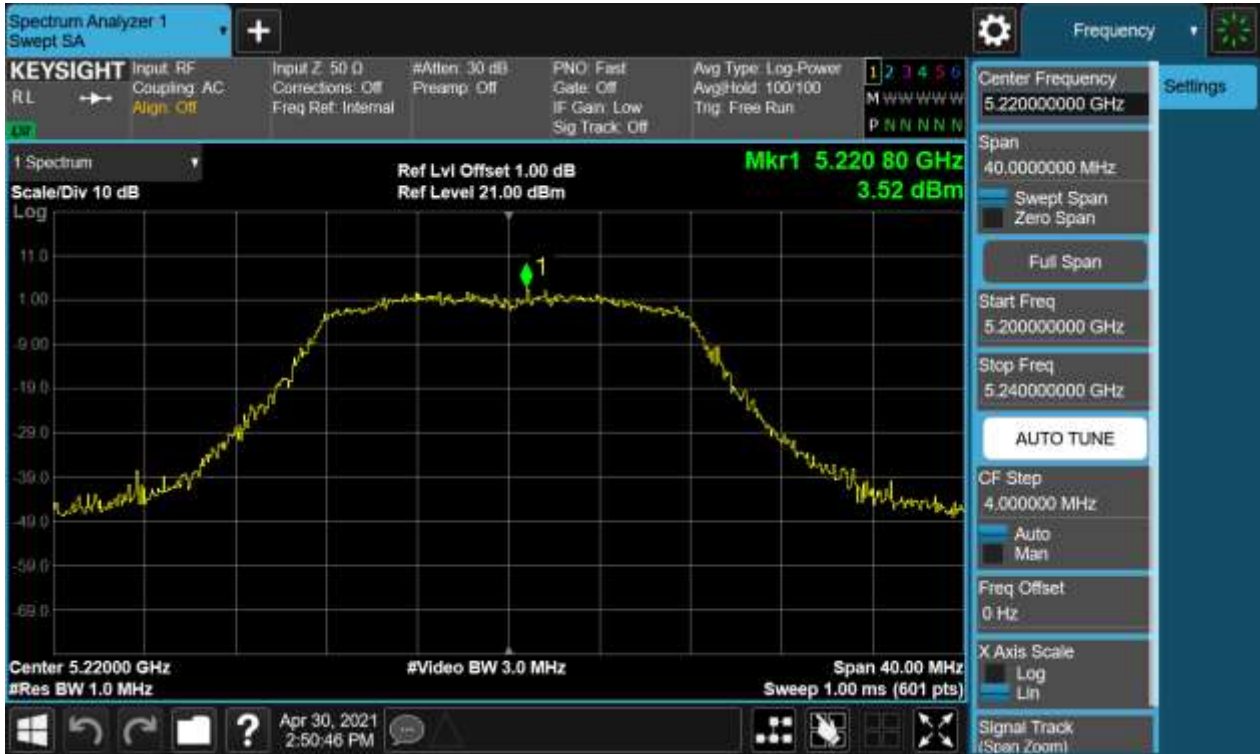 Spectrum Analyzer 1
Swept SA
Frequency
KEYSIGHT
RL
Input: RF
Coupling: AC
Align: Off
Input Z: 50 Ω
Corrections: Off
Freq Ref: Internal
#Atten: 30 dB
Preamp: Off
PNO: Fast
Gate: Off
IF Gain: Low
Sig Track: Off
Avg Type: Log-Power
Avg|Hold: 100/100
Trig: Free Run
1 2 3 4 5 6
M W W W W W
P N N N N N
1 Spectrum
Scale/Div 10 dB
Log
Ref Lvl Offset 1.00 dB
Ref Level 21.00 dBm
Mkr1 5.220 80 GHz
3.52 dBm
1
11.0
1.00
-9.00
-19.0
-29.0
-39.0
-49.0
-59.0
-69.0
Center 5.22000 GHz
#Res BW 1.0 MHz
#Video BW 3.0 MHz
Span 40.00 MHz
Sweep 1.00 ms (601 pts)
Apr 30, 2021
2:50:46 PM
Center Frequency
5.220000000 GHz
Settings
Span
40.0000000 MHz
Swept Span
Zero Span
Full Span
Start Freq
5.200000000 GHz
Stop Freq
5.240000000 GHz
AUTO TUNE
CF Step
4.000000 MHz
Auto
Man
Freq Offset
0 Hz
X Axis Scale
Log
Lin
Signal Track
(Span Zoom)